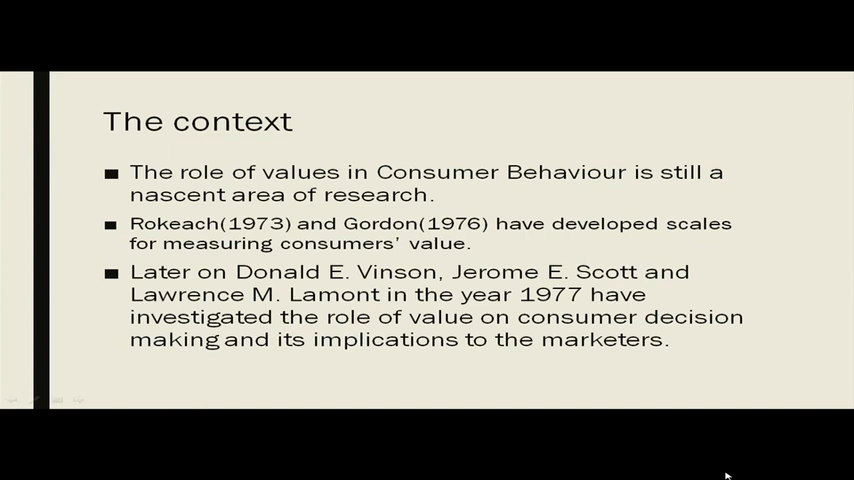 The context
■ The role of values in Consumer Behaviour is still a
nascent area of research.
■ Rokeach(1973) and Gordon(1976) have developed scales
for measuring consumers' value.
■ Later on Donald E. Vinson, Jerome E. Scott and
Lawrence M. Lamont in the year 1977 have
investigated the role of value on consumer decision
making and its implications to the marketers.